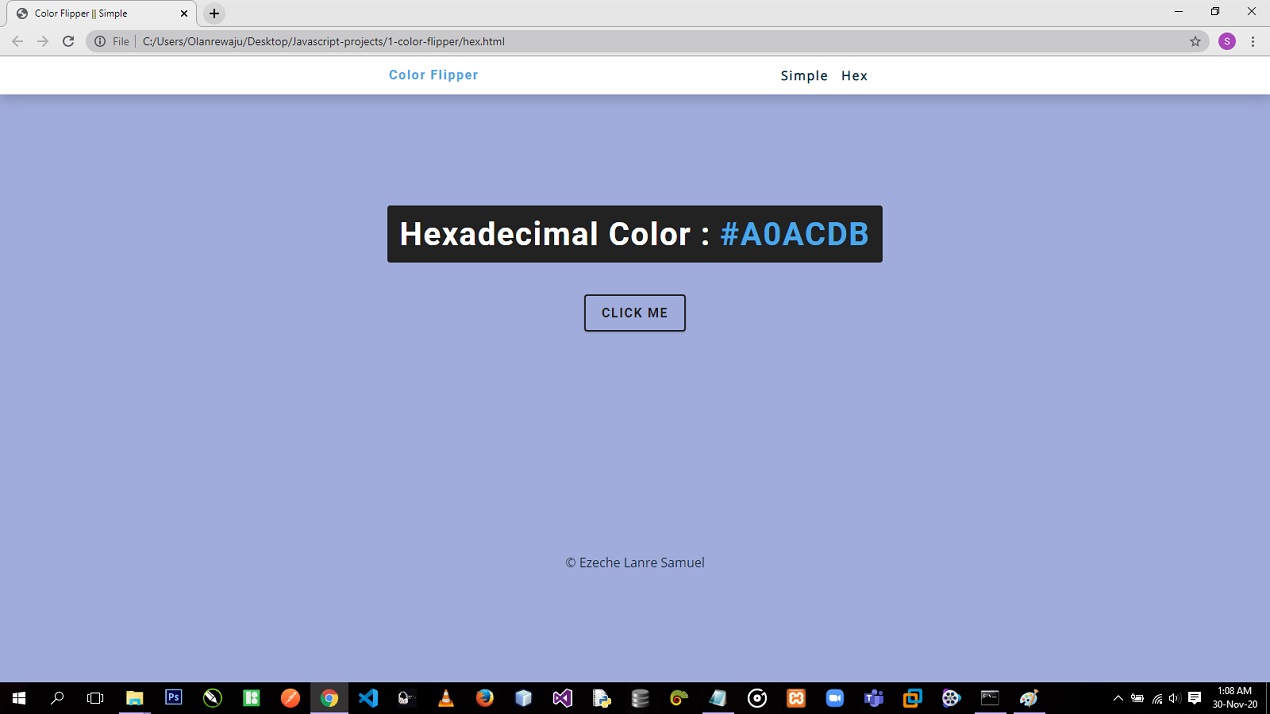 Color Flipper || Simple
File | C:/Users/Olanrewaju/Desktop/Javascript-projects/1-color-flipper/hex.html
S
Color Flipper
Simple Hex
Hexadecimal Color : #A0ACDB
CLICK ME
© Ezeche Lanre Samuel
Ps
1:08 AM
30-Nov-20